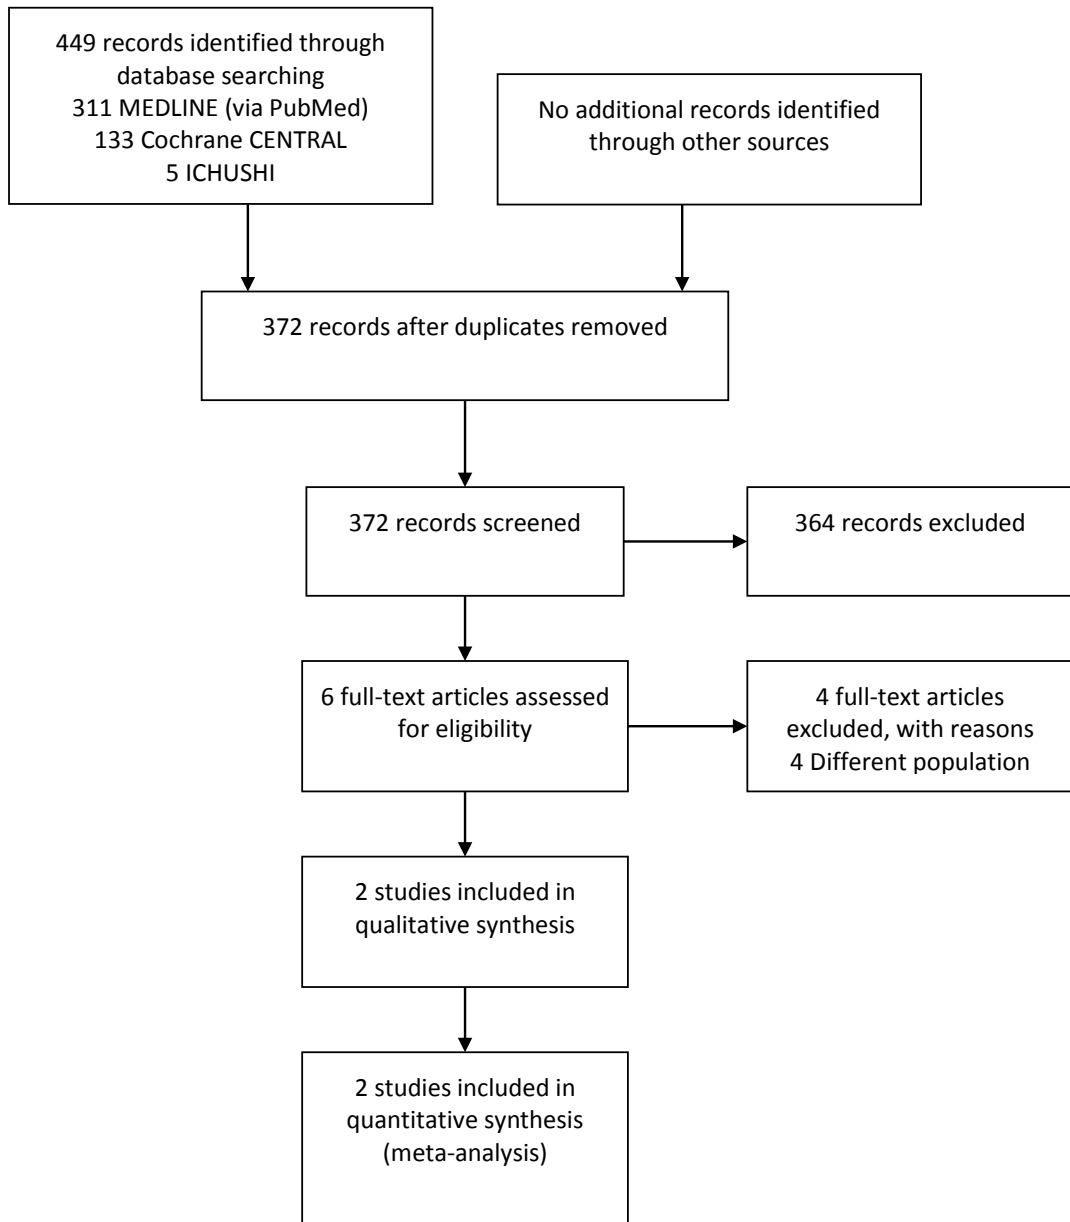 449 records identified through
database searching
311 MEDLINE (via PubMed)
133 Cochrane CENTRAL
5 ICHUSHI
No additional records identified
through other sources
372 records after duplicates removed
372 records screened
364 records excluded
6 full-text articles assessed
for eligibility
4 full-text articles
excluded, with reasons
4 Different population
2 studies included in
qualitative synthesis
2 studies included in
quantitative synthesis
(meta-analysis)